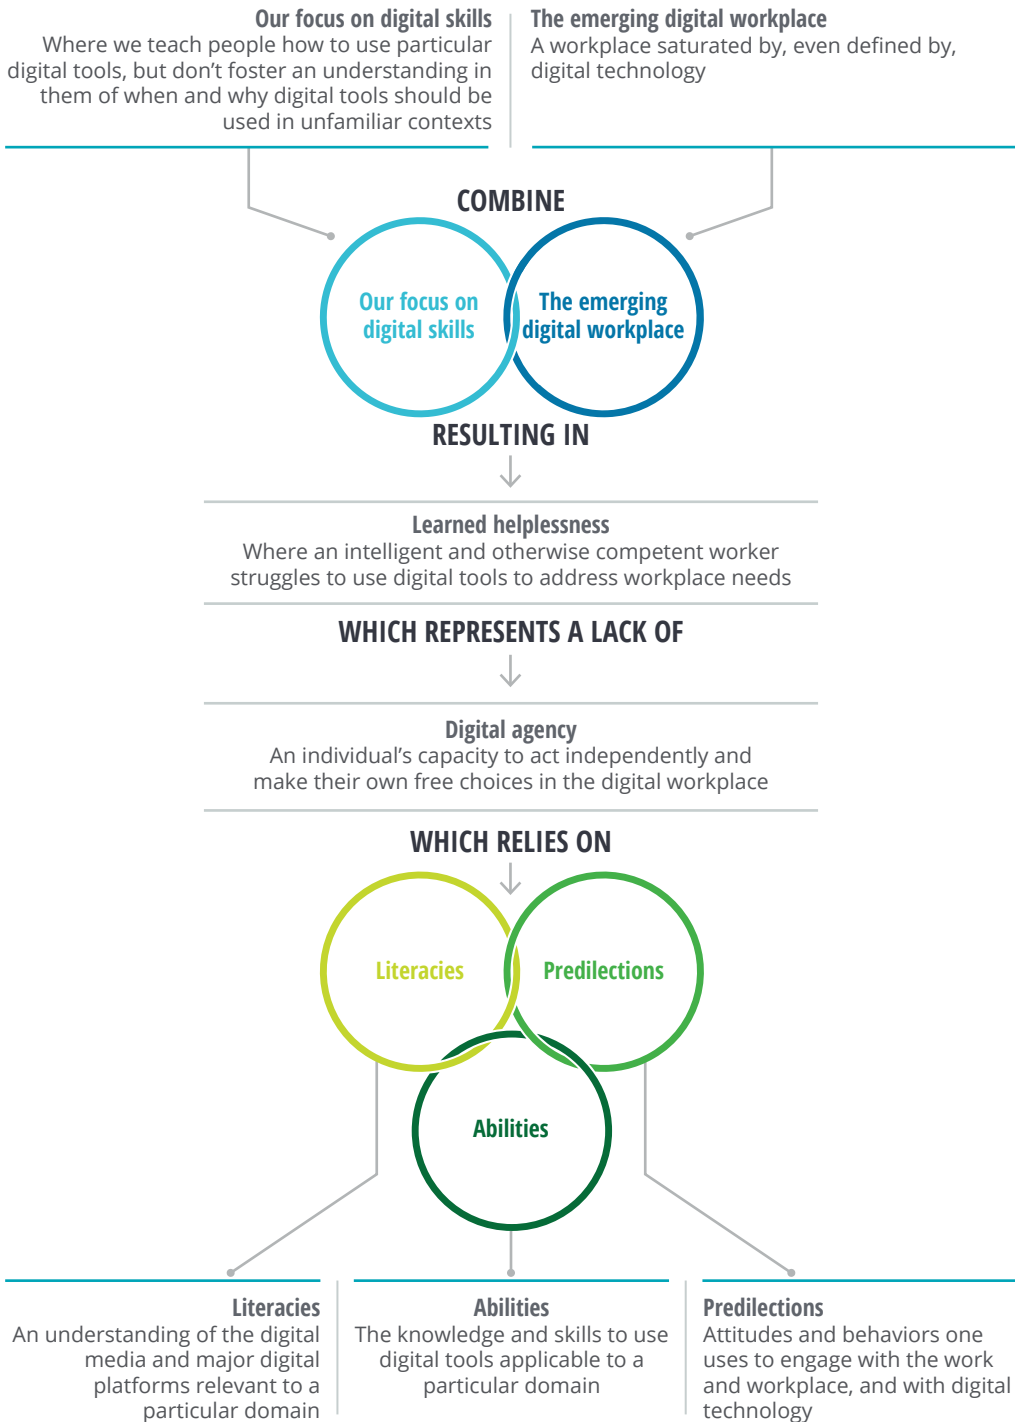 Our focus on digital skills
Where we teach people how to use particular
digital tools, but don’t foster an understanding in
them of when and why digital tools should be
used in unfamiliar contexts
The emerging digital workplace
A workplace saturated by, even defined by,
digital technology
COMBINE
Our focus on
digital skills
The emerging
digital workplace
RESULTING IN
Learned helplessness
Where an intelligent and otherwise competent worker
struggles to use digital tools to address workplace needs
WHICH REPRESENTS A LACK OF
Digital agency
An individual’s capacity to act independently and
make their own free choices in the digital workplace
WHICH RELIES ON
Literacies
Predilections
Abilities
Literacies
An understanding of the digital
media and major digital
platforms relevant to a
particular domain
Abilities
The knowledge and skills to use
digital tools applicable to a
particular domain
Predilections
Attitudes and behaviors one
uses to engage with the work
and workplace, and with digital
technology